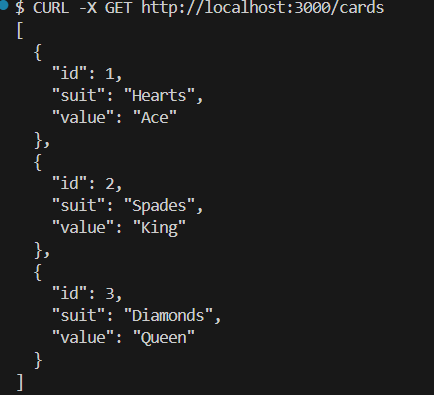 $ CURL -X GET http://localhost:3000/cards
[
  {
    "id": 1,
    "suit": "Hearts",
    "value": "Ace"
  },
  {
    "id": 2,
    "suit": "Spades",
    "value": "King"
  },
  {
    "id": 3,
    "suit": "Diamonds",
    "value": "Queen"
  }
]